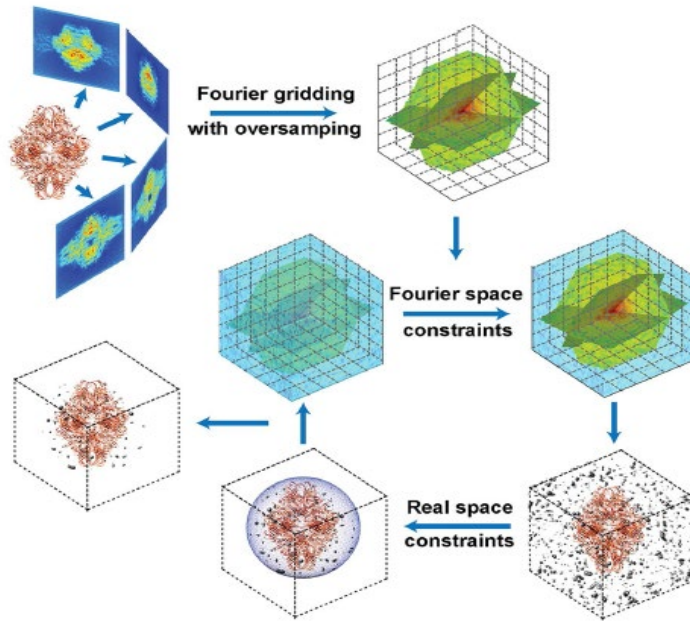 Fourier gridding
with oversamping
Fourier space
constraints
Real space
constraints